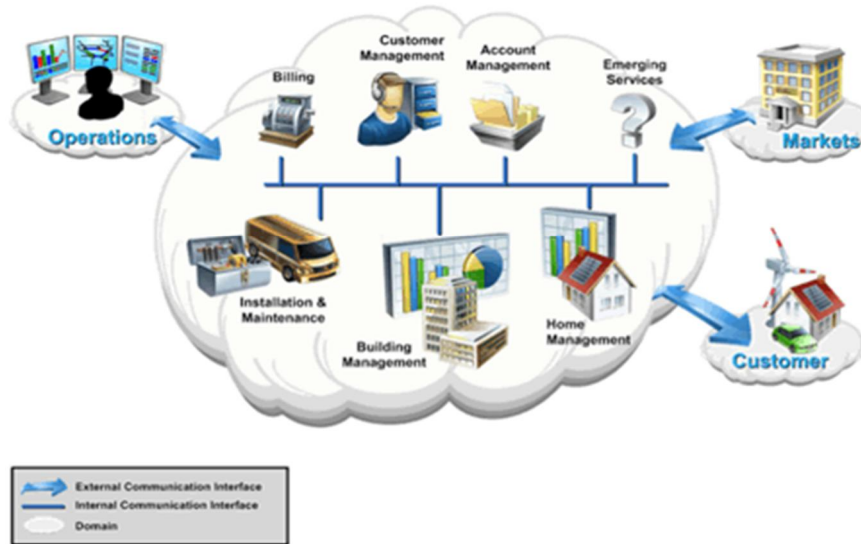 Customer
Management
Account
Management
Emerging
Services
Billing
Operations
Markets
Installation &
Maintenance
Building
Management
Home
Management
Customer
External Communication Interface
Internal Communication Interface
Domain